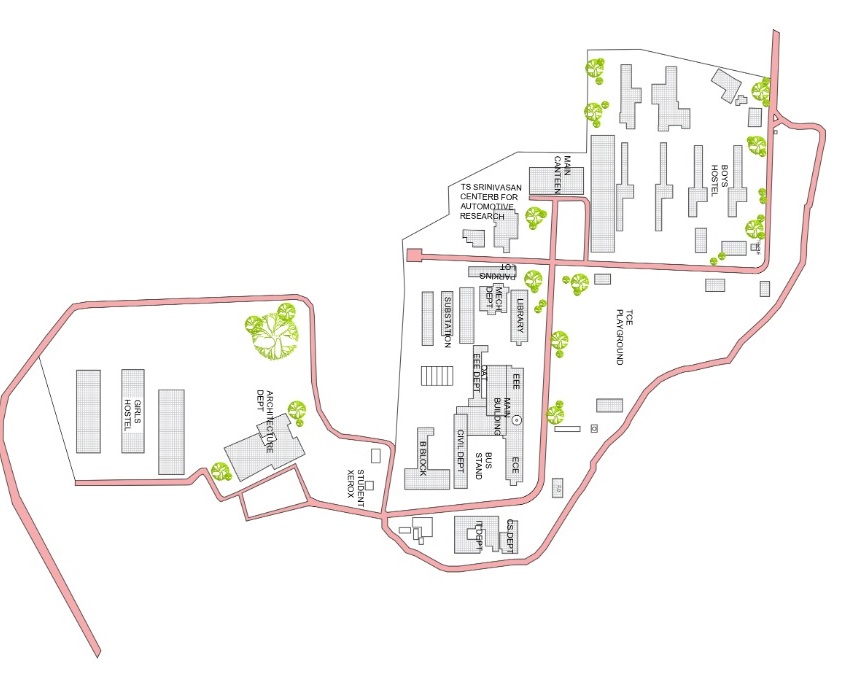 MAIN
CANTEEN
BOYS
HOSTEL
TS SRINIVASAN
CENTERB FOR
AUTOMOTIVE
RESEARCH
PARKING
LOT
SUBSTATION
MECH
DEPT
LIBRARY
TCE
PLAYGROUND
DAT
EEE DEPT
EEE
MAIN
BUILDING
GIRLS
HOSTEL
ARCHITECTURE
DEPT
B BLOCK
CIVIL DEPT
BUS
STAND
ECE
STUDENT
XEROX
IT DEPT
CS DEPT